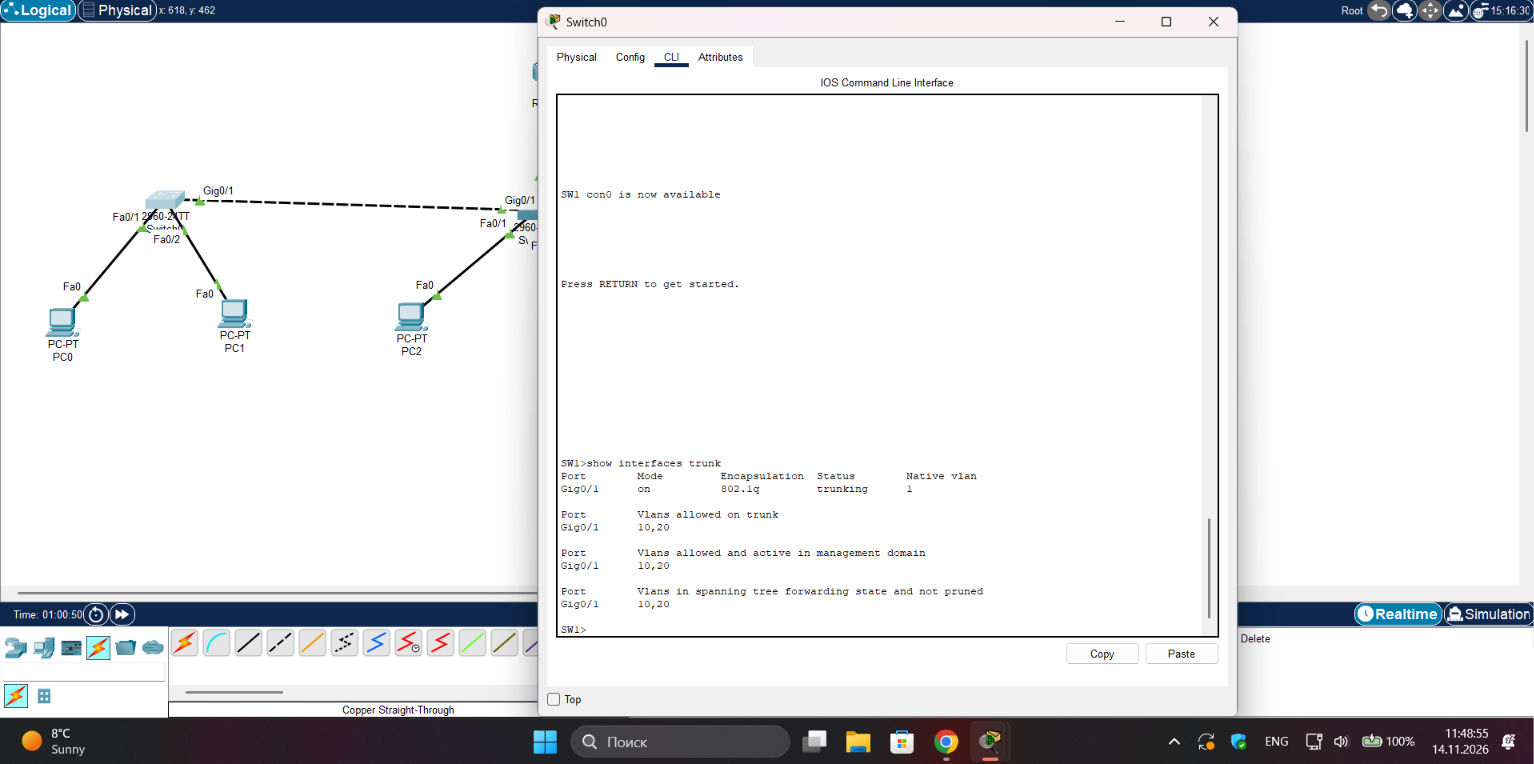 Logical Physical x: 618, y: 462
Root 15:16:30
Switch0
Physical Config CLI Attributes
IOS Command Line Interface
SW1 con0 is now available
Press RETURN to get started.
SW1>show interfaces trunk
Port Mode Encapsulation Status Native vlan
Gig0/1 on 802.1q trunking 1
Port Vlans allowed on trunk
Gig0/1 10,20
Port Vlans allowed and active in management domain
Gig0/1 10,20
Port Vlans in spanning tree forwarding state and not pruned
Gig0/1 10,20
SW1>
Copy Paste
Top
Gig0/1
Gig0/1
Fa0/1 2960-24TT
Fa0/2
Fa0/1 2960-
Fa0
Fa0
Fa0
PC-PT
PC0
PC-PT
PC1
PC-PT
PC2
Time: 01:00:50
Realtime Simulation
Delete
Copper Straight-Through
8°C
Sunny
Поиск
ENG
100%
11:48:55
14.11.2026